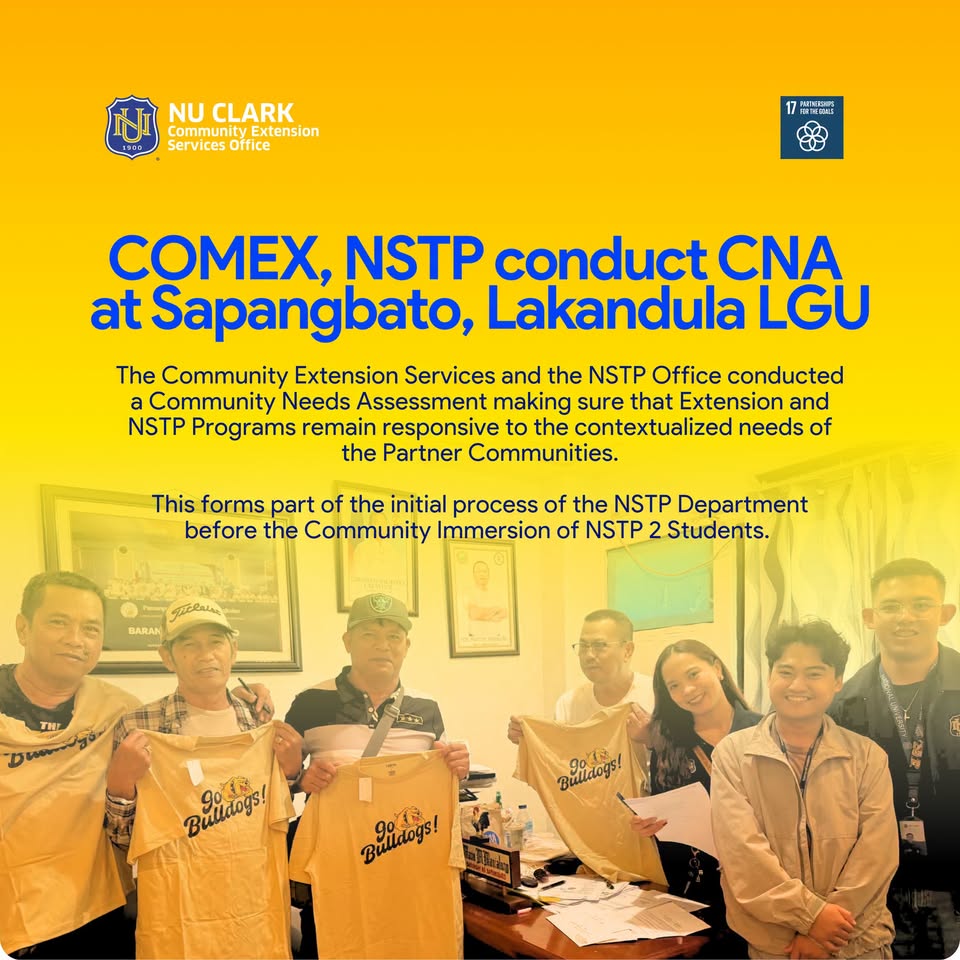 NU CLARK
Community Extension
Services Office
1900
17 PARTNERSHIPS
FOR THE GOALS
COMEX, NSTP conduct CNA
at Sapangbato, Lakandula LGU
The Community Extension Services and the NSTP Office conducted
a Community Needs Assessment making sure that Extension and
NSTP Programs remain responsive to the contextualized needs of
the Partner Communities.
This forms part of the initial process of the NSTP Department
before the Community Immersion of NSTP 2 Students.
BARAN
Titleist
THE
Bulldogs!
go
Bulldogs!
go
Bulldogs!
go
Bulldogs!
NATIONAL UNIVERSITY